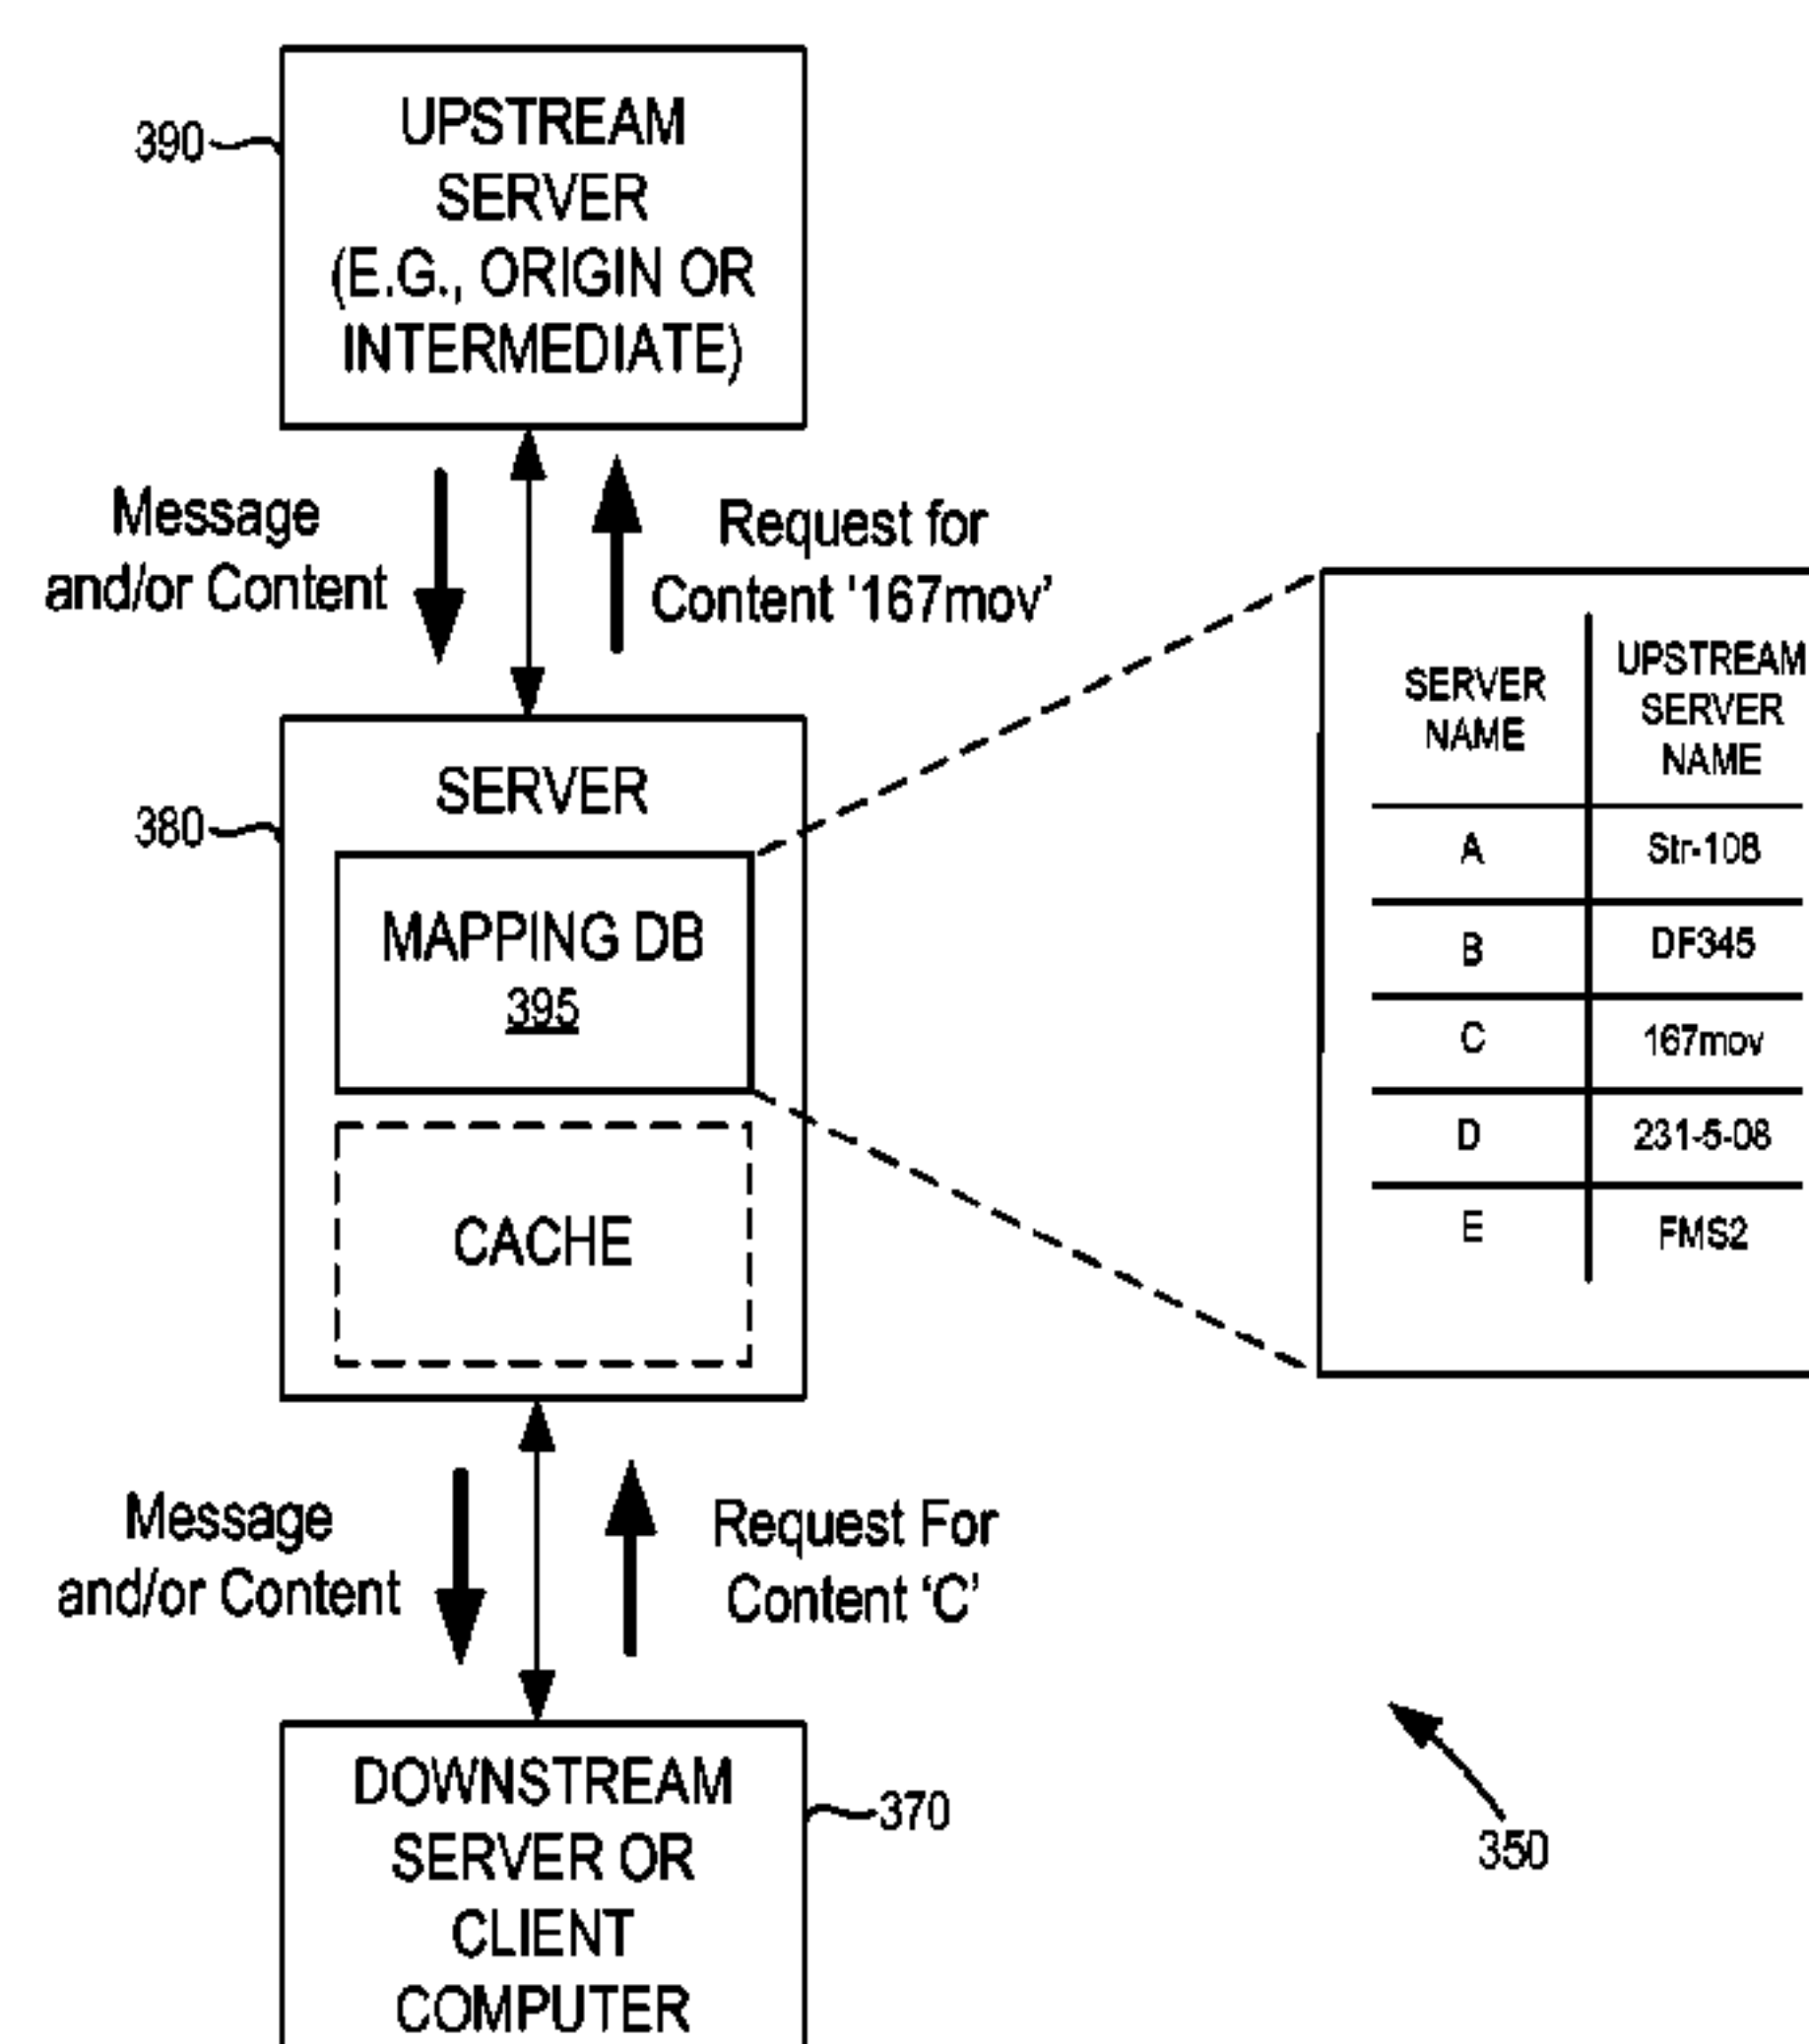 390
UPSTREAM
SERVER
(E.G., ORIGIN OR
INTERMEDIATE)
Message
and/or Content
Request for
Content '167mov'
380
SERVER
MAPPING DB
395
CACHE
SERVER
NAME
UPSTREAM
SERVER
NAME
A
Str-108
B
DF345
C
167mov
D
231-5-08
E
FMS2
Message
and/or Content
Request For
Content 'C'
DOWNSTREAM
SERVER OR
CLIENT
COMPUTER
370
350